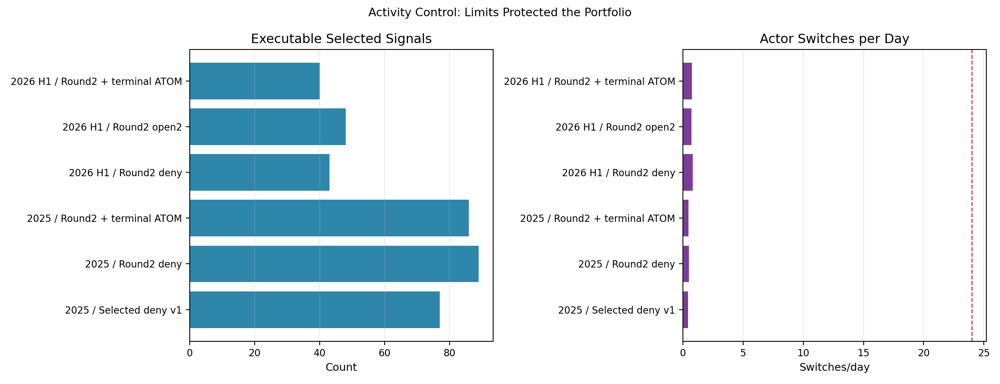 Activity Control: Limits Protected the Portfolio
Executable Selected Signals
2026 H1 / Round2 + terminal ATOM
2026 H1 / Round2 open2
2026 H1 / Round2 deny
2025 / Round2 + terminal ATOM
2025 / Round2 deny
2025 / Selected deny v1
0 20 40 60 80
Count
Actor Switches per Day
2026 H1 / Round2 + terminal ATOM
2026 H1 / Round2 open2
2026 H1 / Round2 deny
2025 / Round2 + terminal ATOM
2025 / Round2 deny
2025 / Selected deny v1
0 5 10 15 20 25
Switches/day